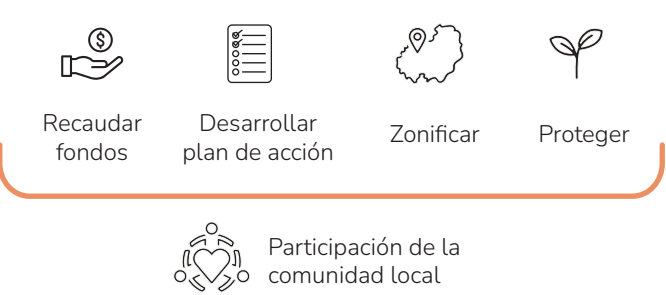 Recaudar
fondos
Desarrollar
plan de acción
Zonificar
Proteger
Participación de la
comunidad local